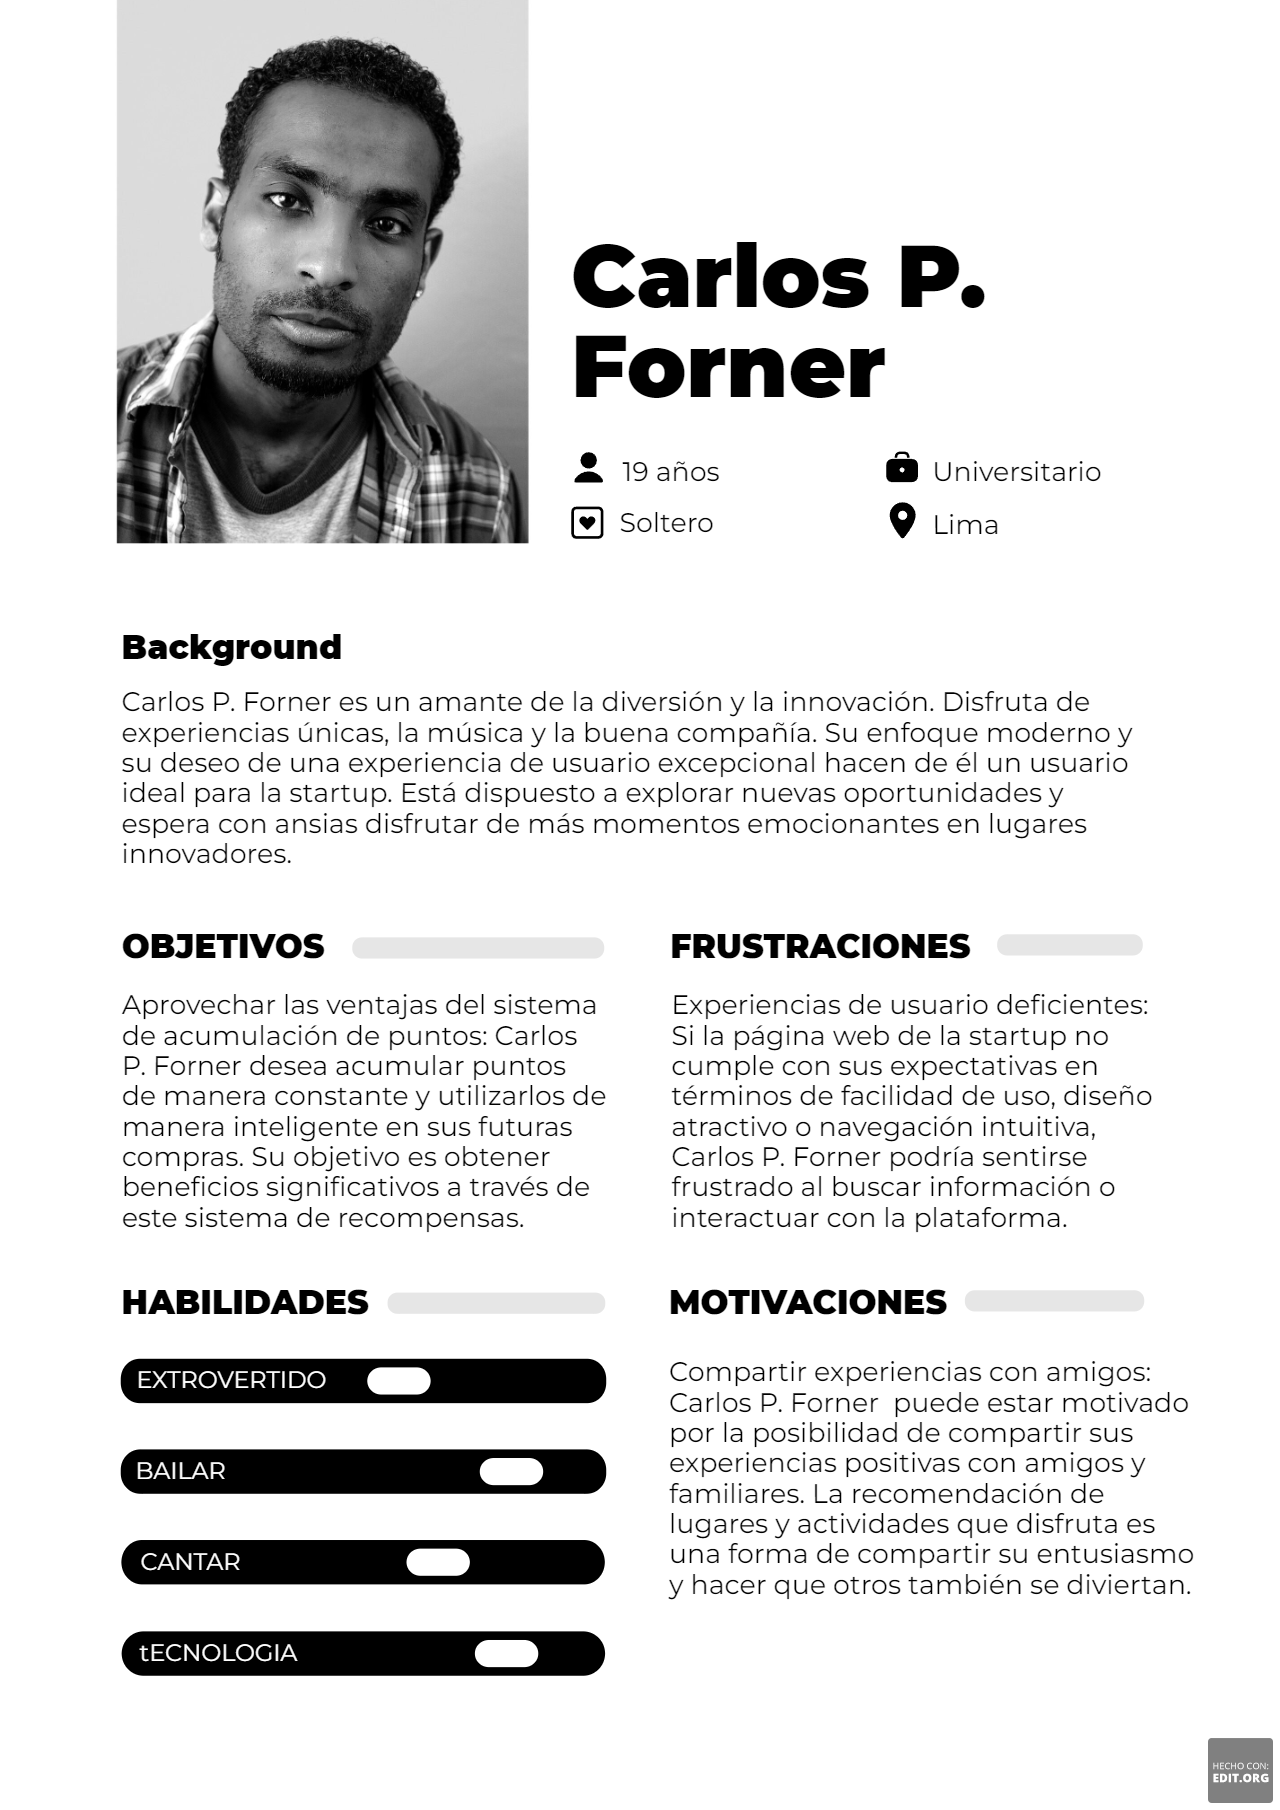 Carlos P.
Forner
19 años
Universitario
Soltero
Lima
Background
Carlos P. Forner es un amante de la diversión y la innovación. Disfruta de
experiencias únicas, la música y la buena compañía. Su enfoque moderno y
su deseo de una experiencia de usuario excepcional hacen de él un usuario
ideal para la startup. Está dispuesto a explorar nuevas oportunidades y
espera con ansias disfrutar de más momentos emocionantes en lugares
innovadores.
OBJETIVOS
Aprovechar las ventajas del sistema
de acumulación de puntos: Carlos
P. Forner desea acumular puntos
de manera constante y utilizarlos de
manera inteligente en sus futuras
compras. Su objetivo es obtener
beneficios significativos a través de
este sistema de recompensas.
FRUSTRACIONES
Experiencias de usuario deficientes:
Si la página web de la startup no
cumple con sus expectativas en
términos de facilidad de uso, diseño
atractivo o navegación intuitiva,
Carlos P. Forner podría sentirse
frustrado al buscar información o
interactuar con la plataforma.
HABILIDADES
EXTROVERTIDO
BAILAR
CANTAR
tECNOLOGIA
MOTIVACIONES
Compartir experiencias con amigos:
Carlos P. Forner  puede estar motivado
por la posibilidad de compartir sus
experiencias positivas con amigos y
familiares. La recomendación de
lugares y actividades que disfruta es
una forma de compartir su entusiasmo
y hacer que otros también se diviertan.
HECHO CON:
EDIT.ORG